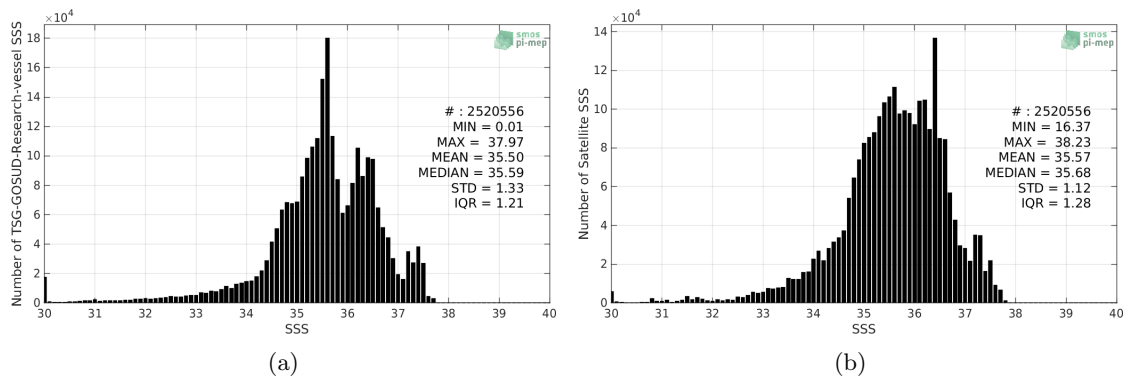 ×10⁴
Number of TSG-GOSUD-Research-vessel SSS
18
16
14
12
10
8
6
4
2
0
30 31 32 33 34 35 36 37 38 39 40
SSS
smos
pi-mep
# : 2520556
MIN = 0.01
MAX = 37.97
MEAN = 35.50
MEDIAN = 35.59
STD = 1.33
IQR = 1.21
(a)
×10⁴
Number of Satellite SSS
14
12
10
8
6
4
2
0
30 31 32 33 34 35 36 37 38 39 40
SSS
smos
pi-mep
# : 2520556
MIN = 16.37
MAX = 38.23
MEAN = 35.57
MEDIAN = 35.68
STD = 1.12
IQR = 1.28
(b)